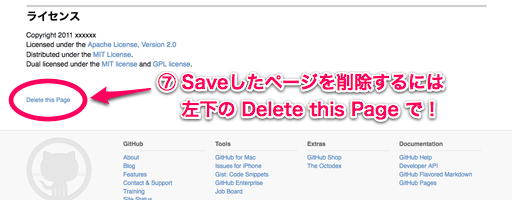 ライセンス
Copyright 2011 xxxxxx
Licensed under the Apache License, Version 2.0
Distributed under the MIT License.
Dual licensed under the MIT license and GPL license.
Delete this Page
⑦ Saveしたページを削除するには
左下の Delete this Page で！
GitHub
About
Blog
Features
Contact & Support
Training
Site Status
Tools
GitHub for Mac
Issues for iPhone
Gist: Code Snippets
GitHub Enterprise
Job Board
Extras
GitHub Shop
The Octodex
Documentation
GitHub Help
Developer API
GitHub Flavored Markdown
GitHub Pages